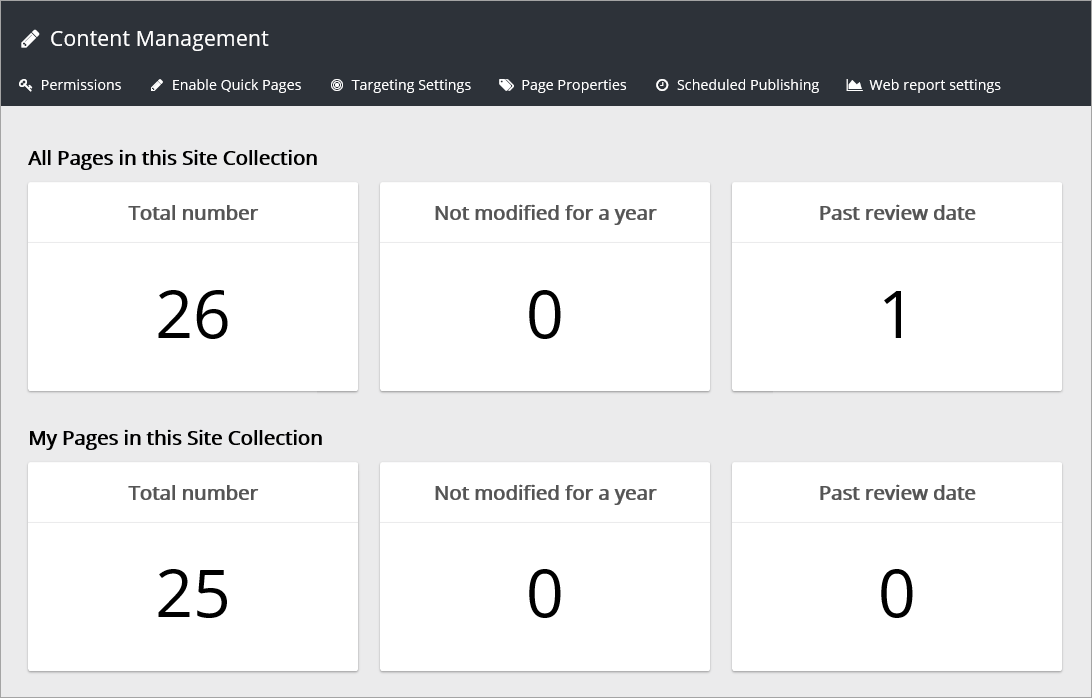 Content Management
Permissions Enable Quick Pages Targeting Settings Page Properties Scheduled Publishing Web report settings
All Pages in this Site Collection
Total number Not modified for a year Past review date
26 0 1
My Pages in this Site Collection
Total number Not modified for a year Past review date
25 0 0